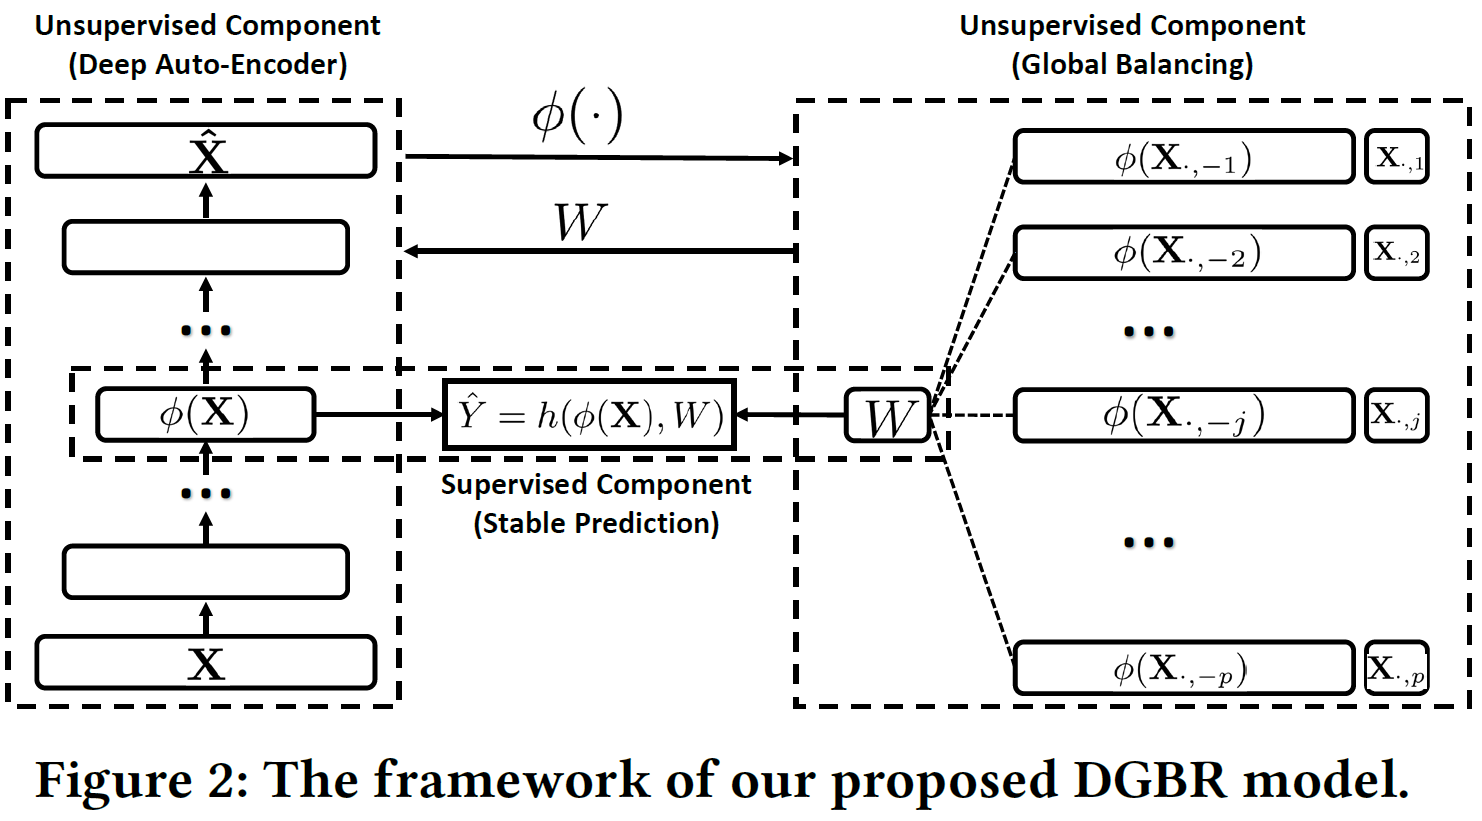 Unsupervised Component
(Deep Auto-Encoder)
Unsupervised Component
(Global Balancing)
X̂
ϕ(·)
W
...
ϕ(X)
Ŷ = h(ϕ(X), W)
W
Supervised Component
(Stable Prediction)
...
X
ϕ(X·,−1) X·,1
ϕ(X·,−2) X·,2
...
ϕ(X·,−j) X·,j
...
ϕ(X·,−p) X·,p
Figure 2: The framework of our proposed DGBR model.